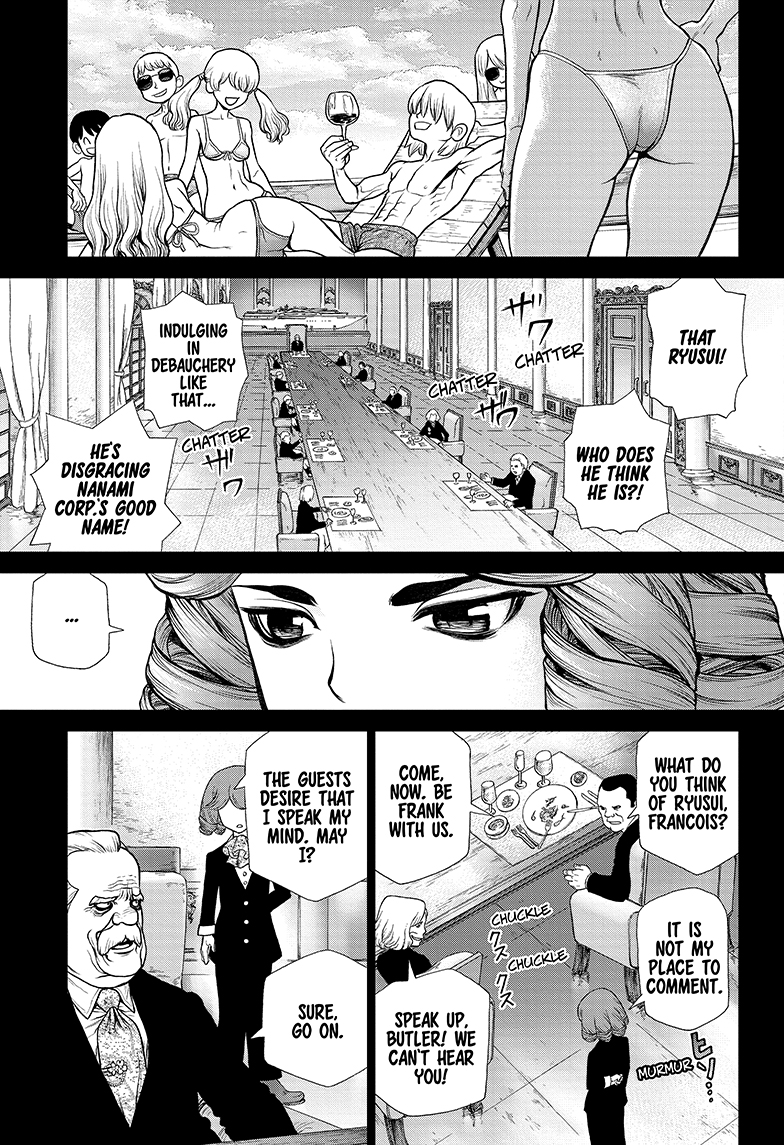 THAT
RYUSUI!
ザワ
CHATTER
WHO DOES
HE THINK
HE IS?!
CHATTER
ザワ
INDULGING
IN
DEBAUCHERY
LIKE
THAT...
CHATTER
ザワ
HE'S
DISGRACING
NANAMI
CORP.'S GOOD
NAME!
...
WHAT DO
YOU THINK
OF RYUSUI,
FRANCOIS?
COME,
NOW. BE
FRANK
WITH US.
IT IS
NOT MY
PLACE TO
COMMENT.
ヒソ...
MURMUR
CHUCKLE
クス
クス
CHUCKLE
SPEAK UP,
BUTLER! WE
CAN'T HEAR
YOU!
THE GUESTS
DESIRE THAT
I SPEAK MY
MIND. MAY
I?
SURE,
GO ON.